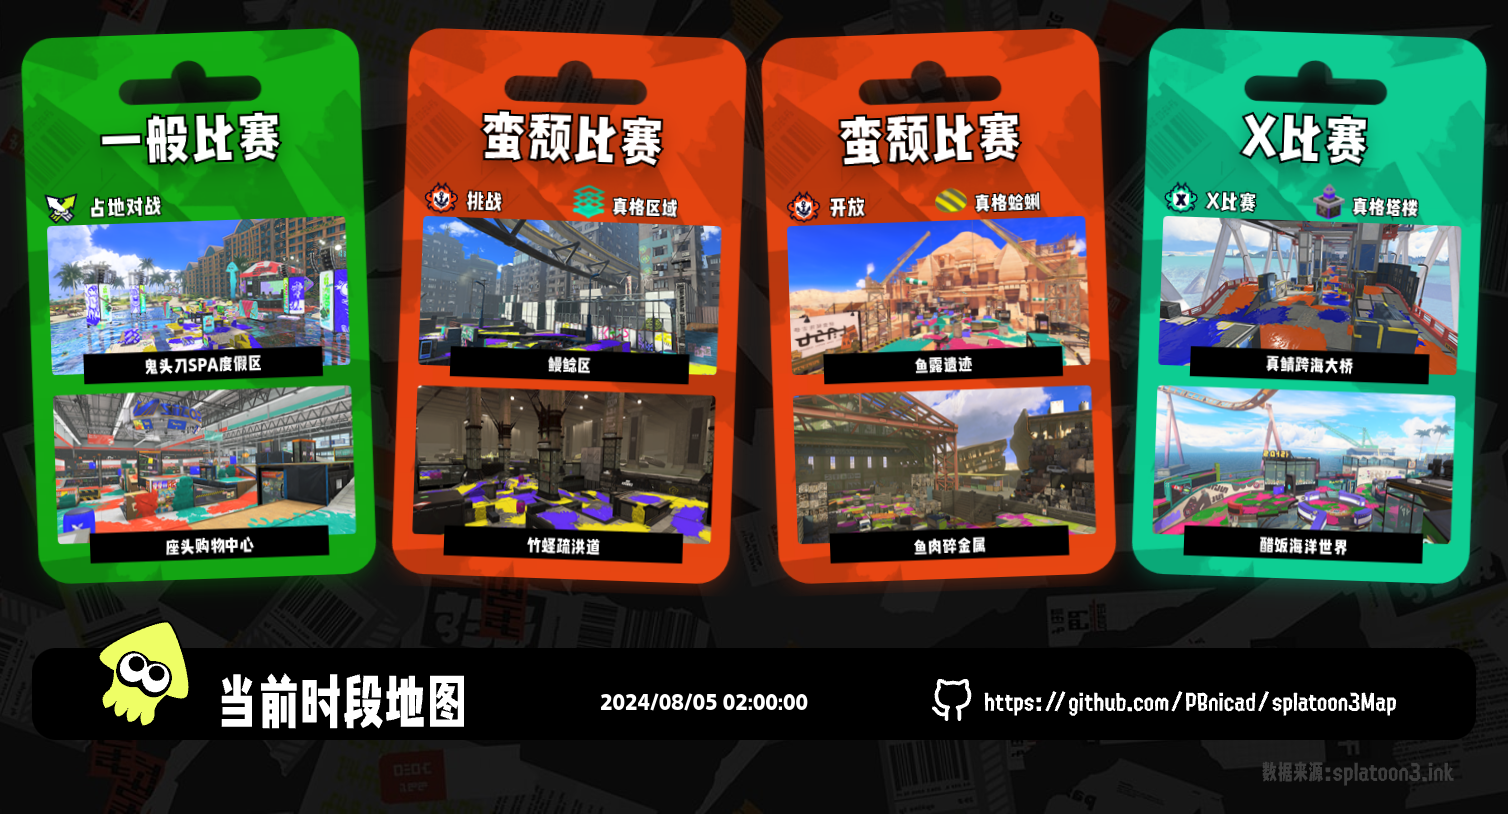 一般比赛
占地对战
鬼头刀SPA度假区
座头购物中心
蛮颓比赛
挑战
真格区域
鳗鲶区
竹蛏疏洪道
蛮颓比赛
开放
真格蛤蜊
鱼露遗迹
鱼肉碎金属
X比赛
X比赛
真格塔楼
真鲭跨海大桥
醋饭海洋世界
当前时段地图
2024/08/05 02:00:00
https://github.com/PBnicad/splatoon3Map
数据来源:splatoon3.ink